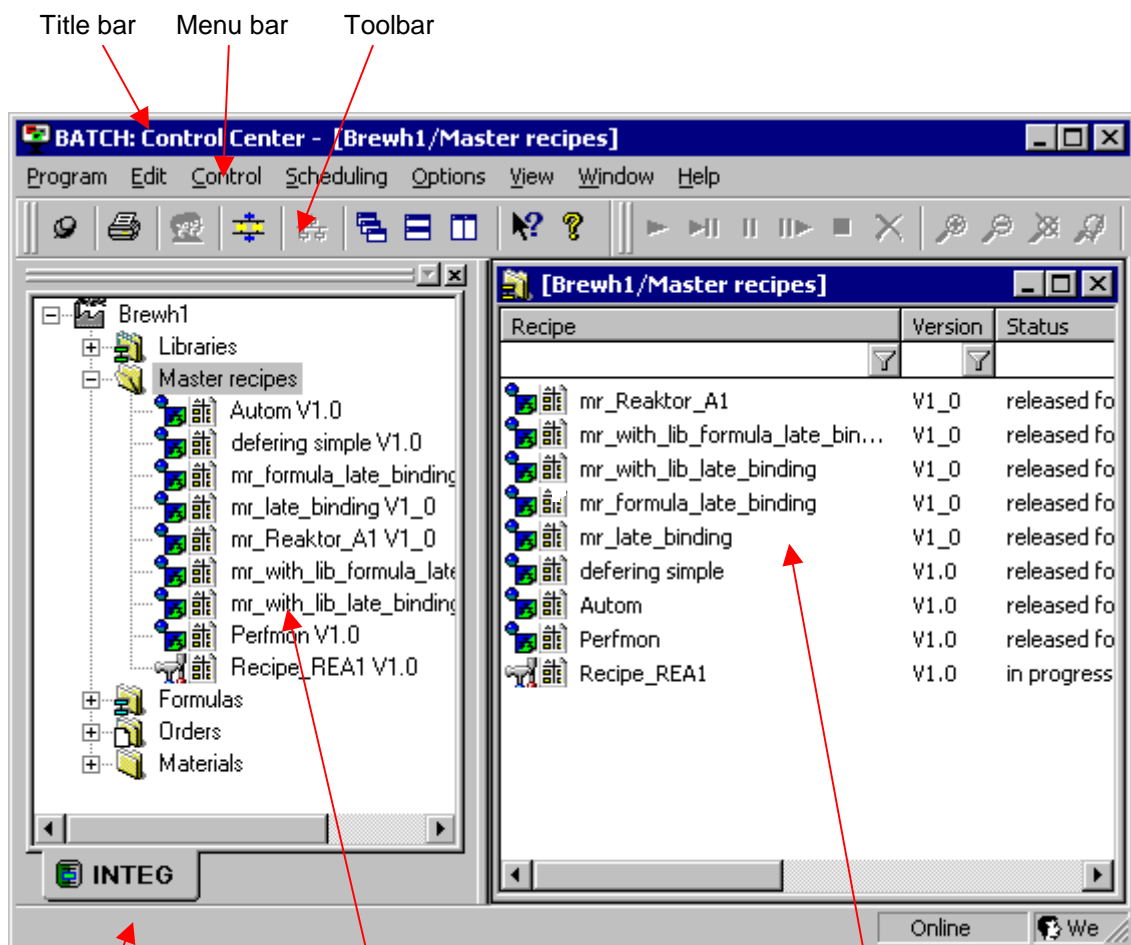 Title bar Menu bar Toolbar
BATCH: Control Center - [Brewh1/Master recipes]
Program Edit Control Scheduling Options View Window Help
[Brewh1/Master recipes]
Recipe Version Status
Brewh1
Libraries
Master recipes
Autom V1.0
defering simple V1.0
mr_formula_late_binding
mr_late_binding V1_0
mr_Reaktor_A1 V1_0
mr_with_lib_formula_late
mr_with_lib_late_binding
Perfmon V1.0
Recipe_REA1 V1.0
Formulas
Orders
Materials
INTEG
mr_Reaktor_A1 V1_0 released fo
mr_with_lib_formula_late_bin... V1_0 released fo
mr_with_lib_late_binding V1_0 released fo
mr_formula_late_binding V1_0 released fo
mr_late_binding V1_0 released fo
defering simple V1.0 released fo
Autom V1.0 released fo
Perfmon V1.0 released fo
Recipe_REA1 V1.0 in progress
Online We